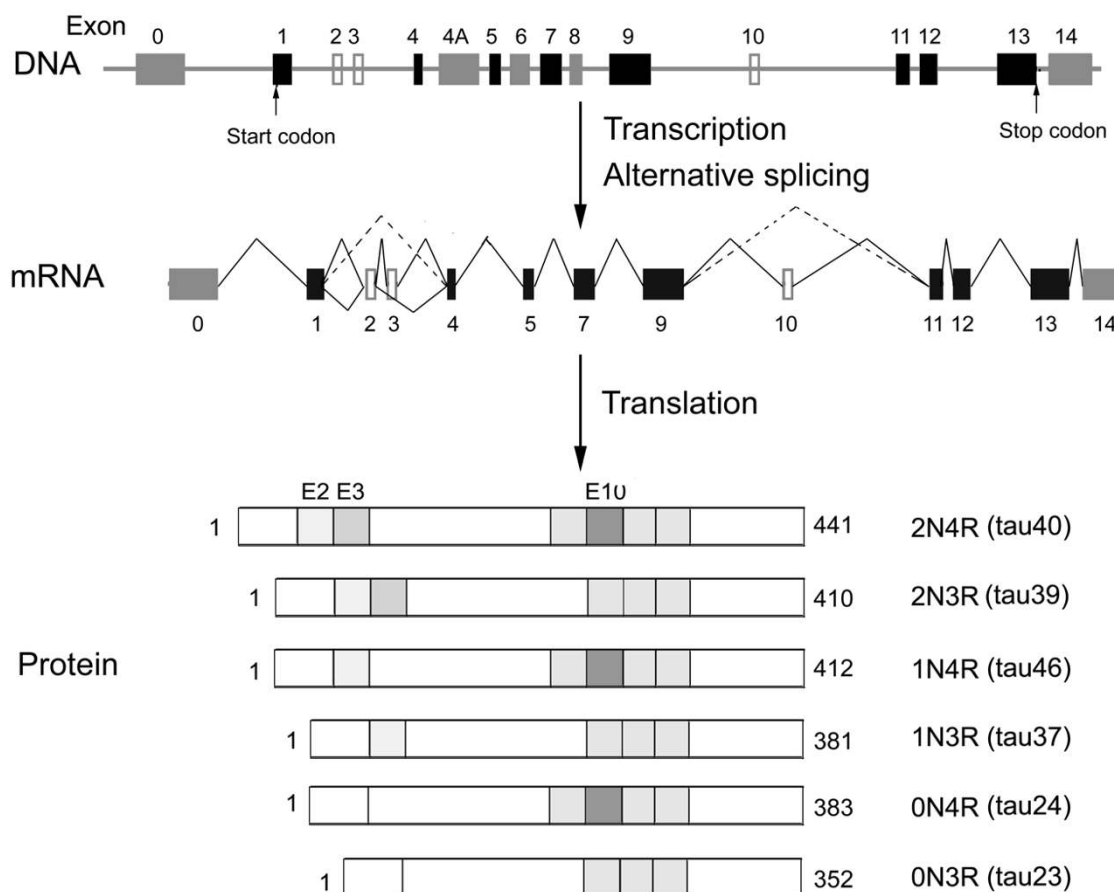 Exon
0 1 2 3 4 4A 5 6 7 8 9 10 11 12 13 14
DNA
Start codon
Stop codon
Transcription
Alternative splicing
mRNA
0 1 2 3 4 5 7 9 10 11 12 13 14
Translation
E2 E3 E10
1 441 2N4R (tau40)
1 410 2N3R (tau39)
Protein
1 412 1N4R (tau46)
1 381 1N3R (tau37)
1 383 0N4R (tau24)
1 352 0N3R (tau23)